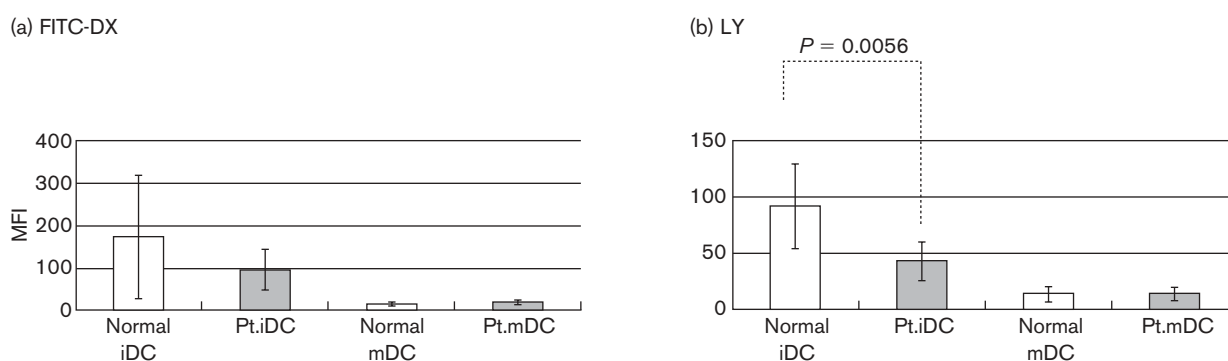 (a) FITC-DX
(b) LY
P = 0.0056
MFI
400
300
200
100
0
Normal iDC
Pt.iDC
Normal mDC
Pt.mDC
150
100
50
0
Normal iDC
Pt.iDC
Normal mDC
Pt.mDC